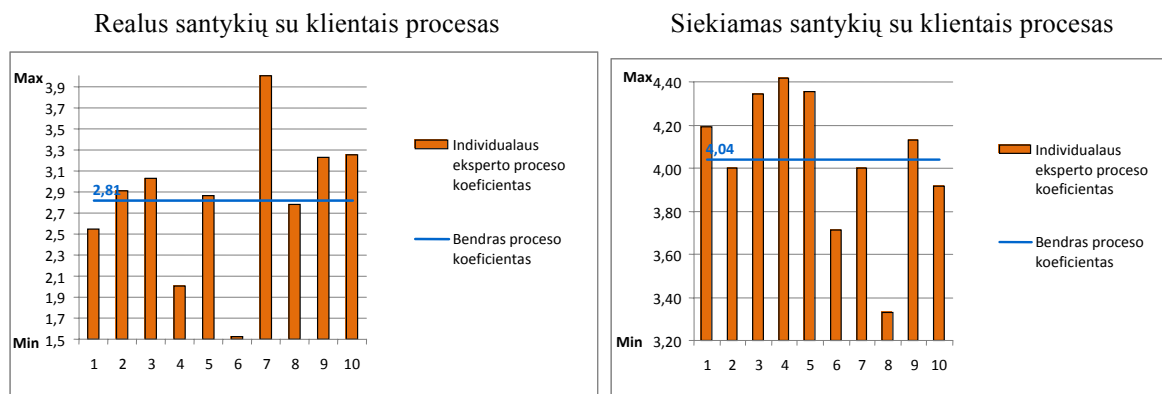 Realus santykių su klientais procesas
Max
3,9
3,7
3,5
3,3
3,1
2,9
2,7
2,5
2,3
2,1
1,9
1,7
1,5
Min
2,81
1 2 3 4 5 6 7 8 9 10
Individualaus
eksperto proceso
koeficientas
Bendras proceso
koeficientas
Siekiamas santykių su klientais procesas
Max
4,40
4,20
4,00
3,80
3,60
3,40
3,20
Min
4,04
1 2 3 4 5 6 7 8 9 10
Individualaus
eksperto proceso
koeficientas
Bendras proceso
koeficientas